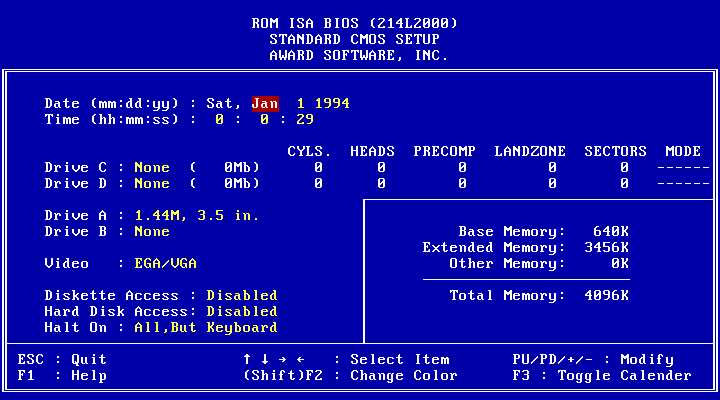 ROM ISA BIOS (214L2000)
STANDARD CMOS SETUP
AWARD SOFTWARE, INC.
Date (mm:dd:yy) : Sat, Jan  1 1994
Time (hh:mm:ss) :  0 :  0 : 29
CYLS.  HEADS  PRECOMP  LANDZONE  SECTORS  MODE
Drive C : None  (   0Mb)  0  0  0  0  0  ------
Drive D : None  (   0Mb)  0  0  0  0  0  ------
Drive A : 1.44M, 3.5 in.
Drive B : None
Video   : EGA/VGA
Diskette Access : Disabled
Hard Disk Access: Disabled
Halt On : All,But Keyboard
Base Memory:   640K
Extended Memory:  3456K
Other Memory:     0K
Total Memory:  4096K
ESC : Quit  ↑ ↓ → ←   : Select Item  PU/PD/+/- : Modify
F1  : Help  (Shift)F2 : Change Color  F3 : Toggle Calender